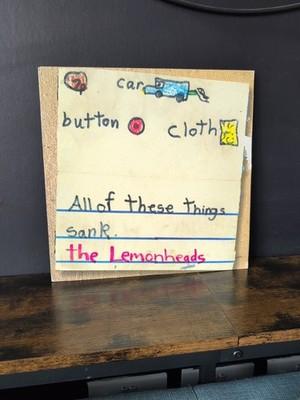 car
button cloth
All of these things
sank.
the Lemonheads